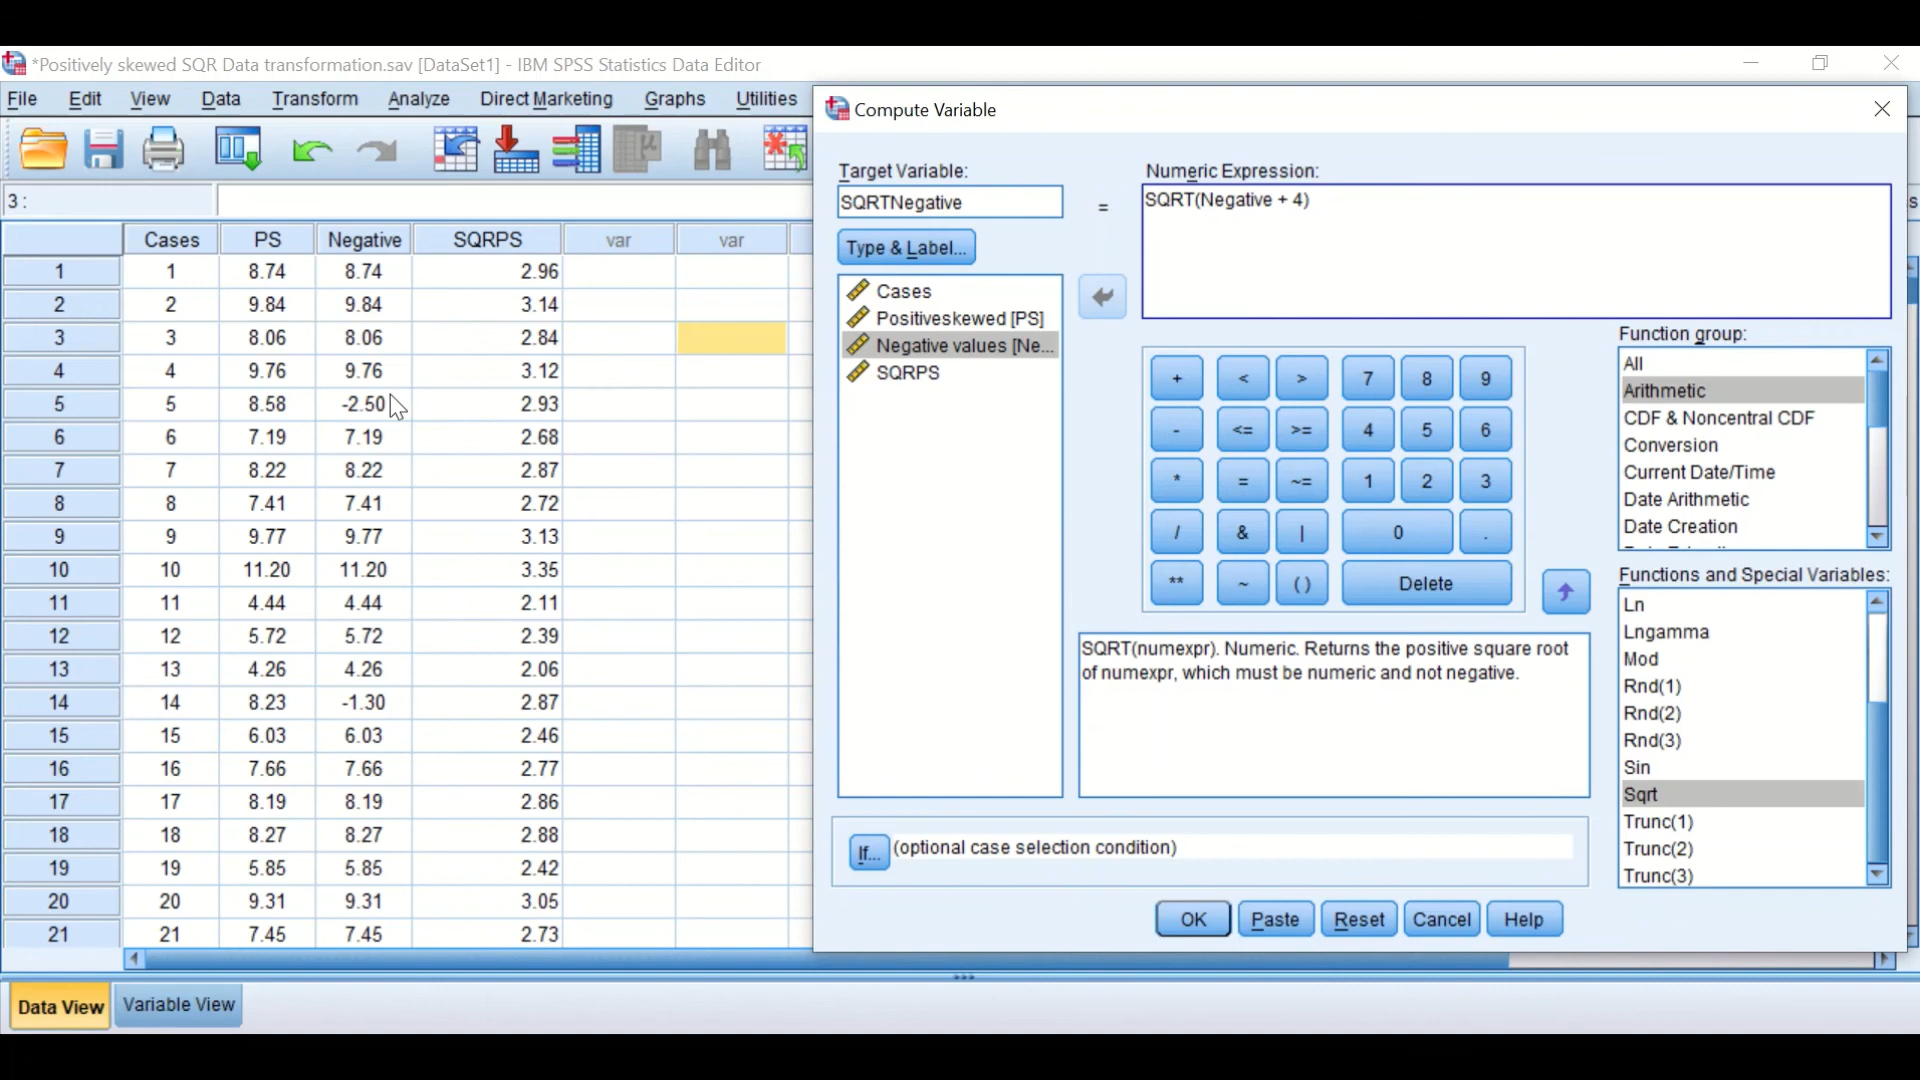 *Positively skewed SQR Data transformation.sav [DataSet1] - IBM SPSS Statistics Data Editor
File Edit View Data Transform Analyze Direct Marketing Graphs Utilities
Compute Variable
3 :
Target Variable:
SQRTNegative
=
Numeric Expression:
SQRT(Negative + 4)
Type & Label...
Cases
Positiveskewed [PS]
Negative values [Ne...
SQRPS
Cases PS Negative SQRPS var var
1 1 8.74 8.74 2.96
2 2 9.84 9.84 3.14
3 3 8.06 8.06 2.84
4 4 9.76 9.76 3.12
5 5 8.58 -2.50 2.93
6 6 7.19 7.19 2.68
7 7 8.22 8.22 2.87
8 8 7.41 7.41 2.72
9 9 9.77 9.77 3.13
10 10 11.20 11.20 3.35
11 11 4.44 4.44 2.11
12 12 5.72 5.72 2.39
13 13 4.26 4.26 2.06
14 14 8.23 -1.30 2.87
15 15 6.03 6.03 2.46
16 16 7.66 7.66 2.77
17 17 8.19 8.19 2.86
18 18 8.27 8.27 2.88
19 19 5.85 5.85 2.42
20 20 9.31 9.31 3.05
21 21 7.45 7.45 2.73
+ < > 7 8 9
- <= >= 4 5 6
* = ~= 1 2 3
/ & | 0 .
** ~ ( ) Delete
Function group:
All
Arithmetic
CDF & Noncentral CDF
Conversion
Current Date/Time
Date Arithmetic
Date Creation
Functions and Special Variables:
Ln
Lngamma
Mod
Rnd(1)
Rnd(2)
Rnd(3)
Sin
Sqrt
Trunc(1)
Trunc(2)
Trunc(3)
SQRT(numexpr). Numeric. Returns the positive square root
of numexpr, which must be numeric and not negative.
If... (optional case selection condition)
OK Paste Reset Cancel Help
Data View Variable View